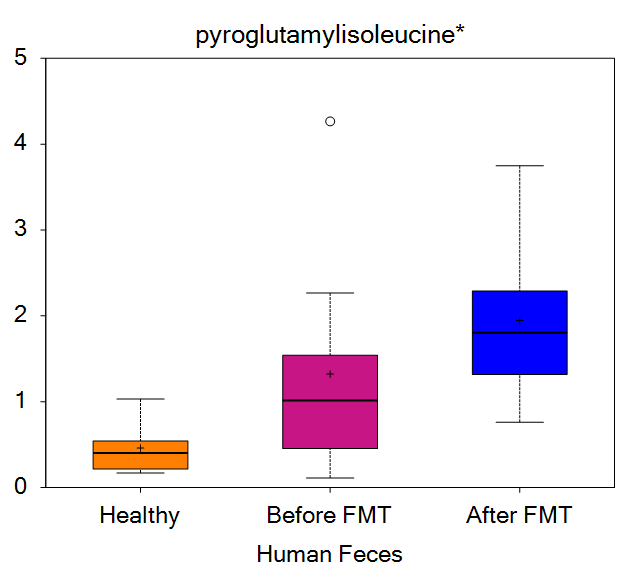 pyroglutamylisoleucine*
5
4
3
2
1
0
Healthy
Before FMT
After FMT
Human Feces